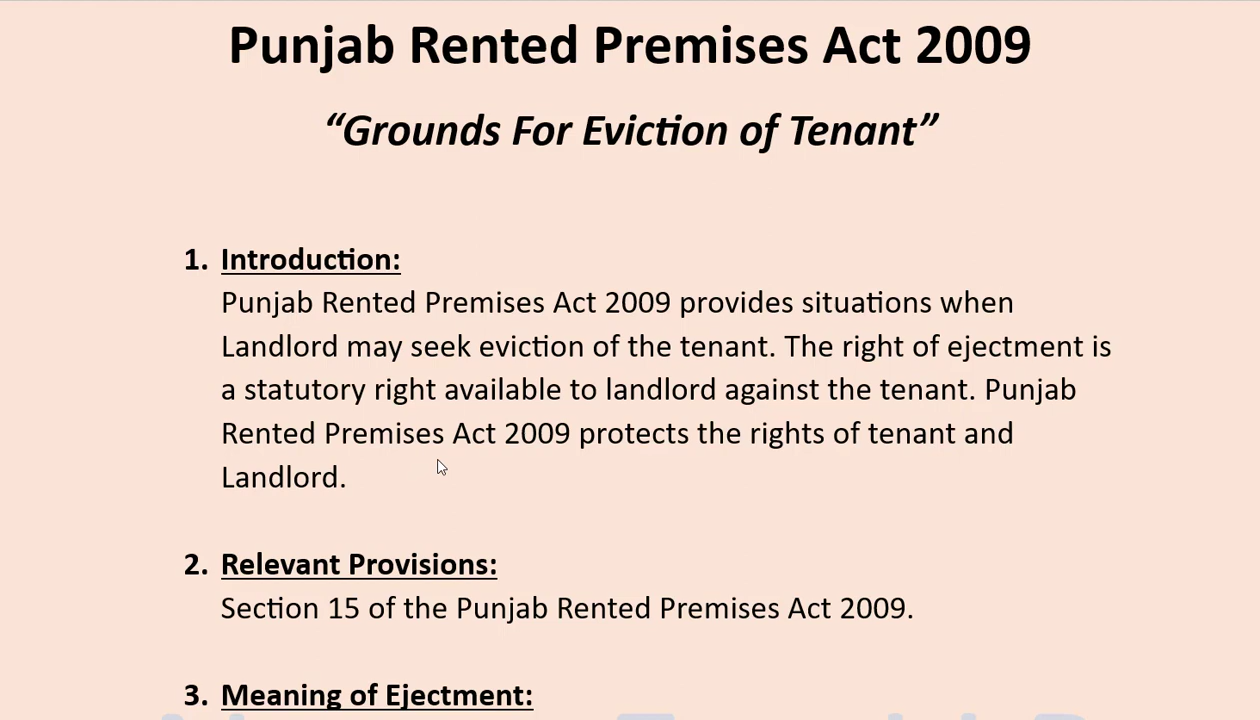 Punjab Rented Premises Act 2009
“Grounds For Eviction of Tenant”
1. Introduction:
Punjab Rented Premises Act 2009 provides situations when
Landlord may seek eviction of the tenant. The right of ejectment is
a statutory right available to landlord against the tenant. Punjab
Rented Premises Act 2009 protects the rights of tenant and
Landlord.
2. Relevant Provisions:
Section 15 of the Punjab Rented Premises Act 2009.
3. Meaning of Ejectment: